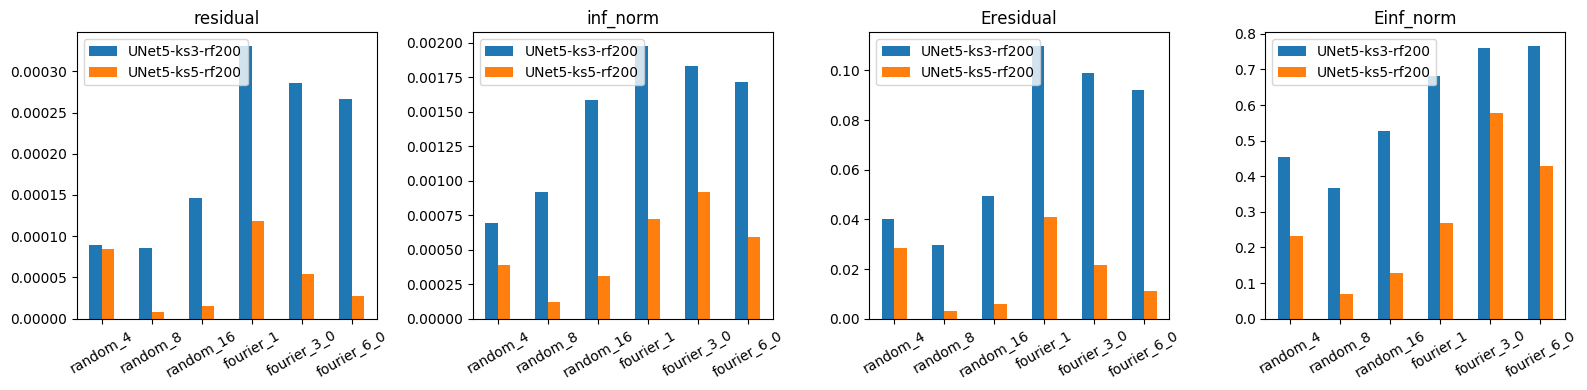 residual
UNet5-ks3-rf200
UNet5-ks5-rf200
0.00030
0.00025
0.00020
0.00015
0.00010
0.00005
0.00000
random_4
random_8
random_16
fourier_1
fourier_3_0
fourier_6_0
inf_norm
UNet5-ks3-rf200
UNet5-ks5-rf200
0.00200
0.00175
0.00150
0.00125
0.00100
0.00075
0.00050
0.00025
0.00000
random_4
random_8
random_16
fourier_1
fourier_3_0
fourier_6_0
Eresidual
UNet5-ks3-rf200
UNet5-ks5-rf200
0.10
0.08
0.06
0.04
0.02
0.00
random_4
random_8
random_16
fourier_1
fourier_3_0
fourier_6_0
Einf_norm
UNet5-ks3-rf200
UNet5-ks5-rf200
0.8
0.7
0.6
0.5
0.4
0.3
0.2
0.1
0.0
random_4
random_8
random_16
fourier_1
fourier_3_0
fourier_6_0